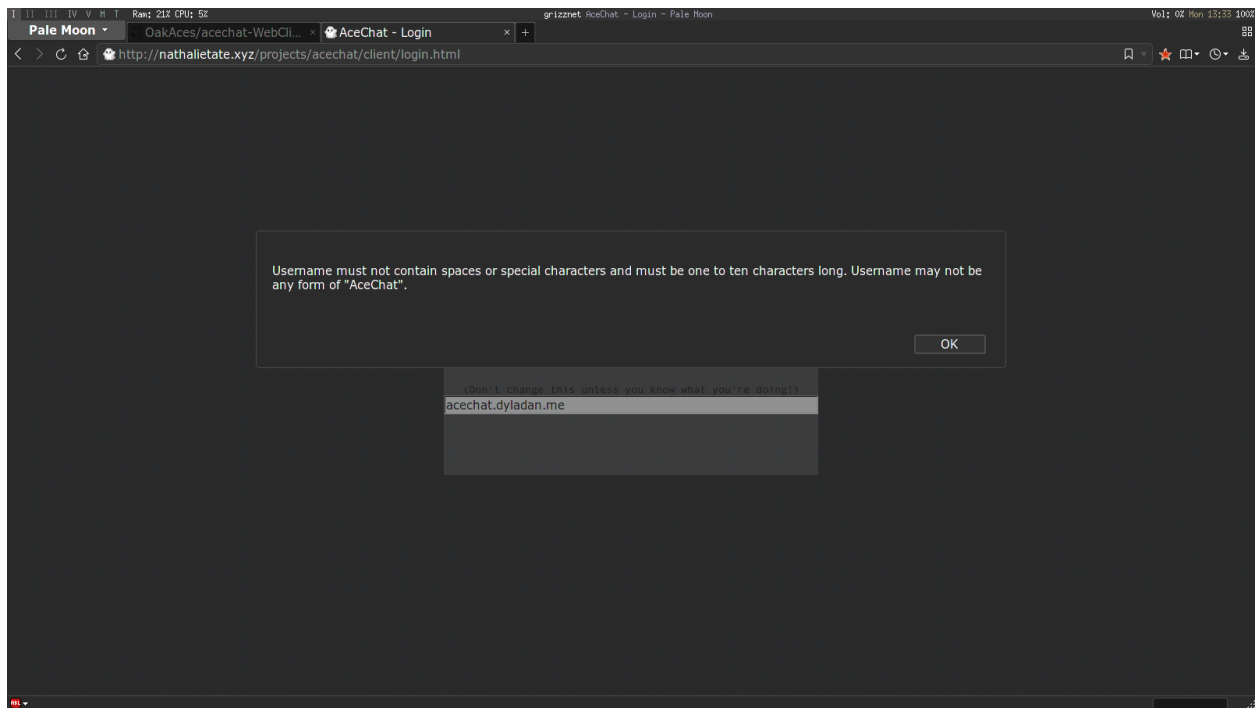 I II III IV V M T Ram: 21% CPU: 5% grizznet AceChat - Login - Pale Moon Vol: 0% Mon 13:33 100%
Pale Moon OakAces/acechat-WebCli... × AceChat - Login × +
http://nathalietate.xyz/projects/acechat/client/login.html
Username must not contain spaces or special characters and must be one to ten characters long. Username may not be
any form of "AceChat".
OK
(Don't change this unless you know what you're doing!)
acechat.dyladan.me
ABL